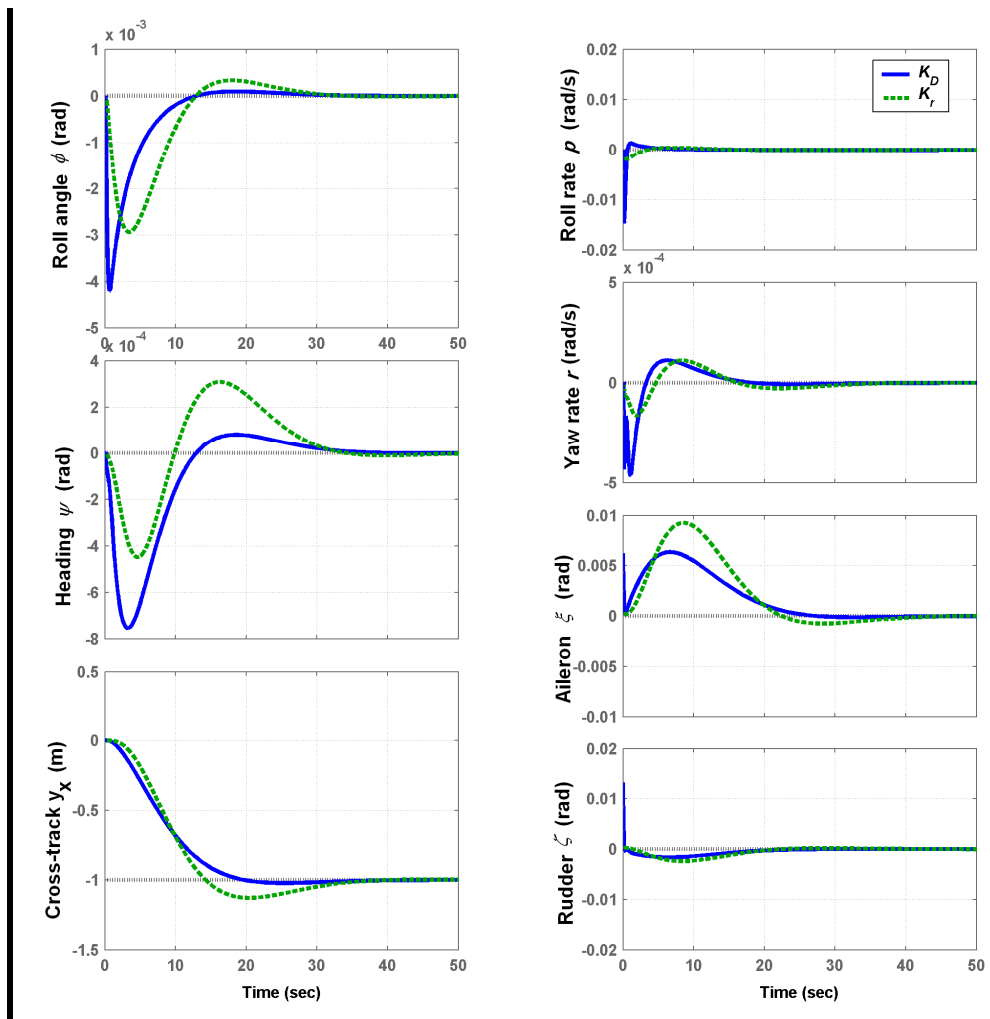 x 10^-3
1
0
-1
-2
-3
-4
-5
0 10 20 30 40 50
Roll angle ϕ (rad)
x 10^-4
4
2
0
-2
-4
-6
-8
Heading ψ (rad)
0.5
0
-0.5
-1
-1.5
0 10 20 30 40 50
Cross-track y_x (m)
Time (sec)
0.02
0.01
0
-0.01
-0.02
Roll rate p (rad/s)
K_D
K_r
x 10^-4
5
0
-5
Yaw rate r (rad/s)
0.01
0.005
0
-0.005
-0.01
Aileron ξ (rad)
0.02
0.01
0
-0.01
-0.02
0 10 20 30 40 50
Rudder ζ (rad)
Time (sec)